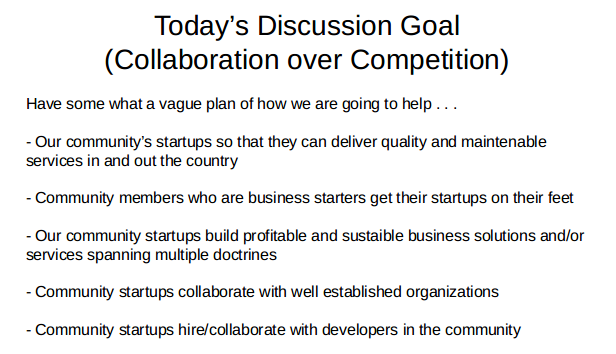 Today’s Discussion Goal
(Collaboration over Competition)
Have some what a vague plan of how we are going to help . . .
- Our community’s startups so that they can deliver quality and maintenable
services in and out the country
- Community members who are business starters get their startups on their feet
- Our community startups build profitable and sustaible business solutions and/or
services spanning multiple doctrines
- Community startups collaborate with well established organizations
- Community startups hire/collaborate with developers in the community